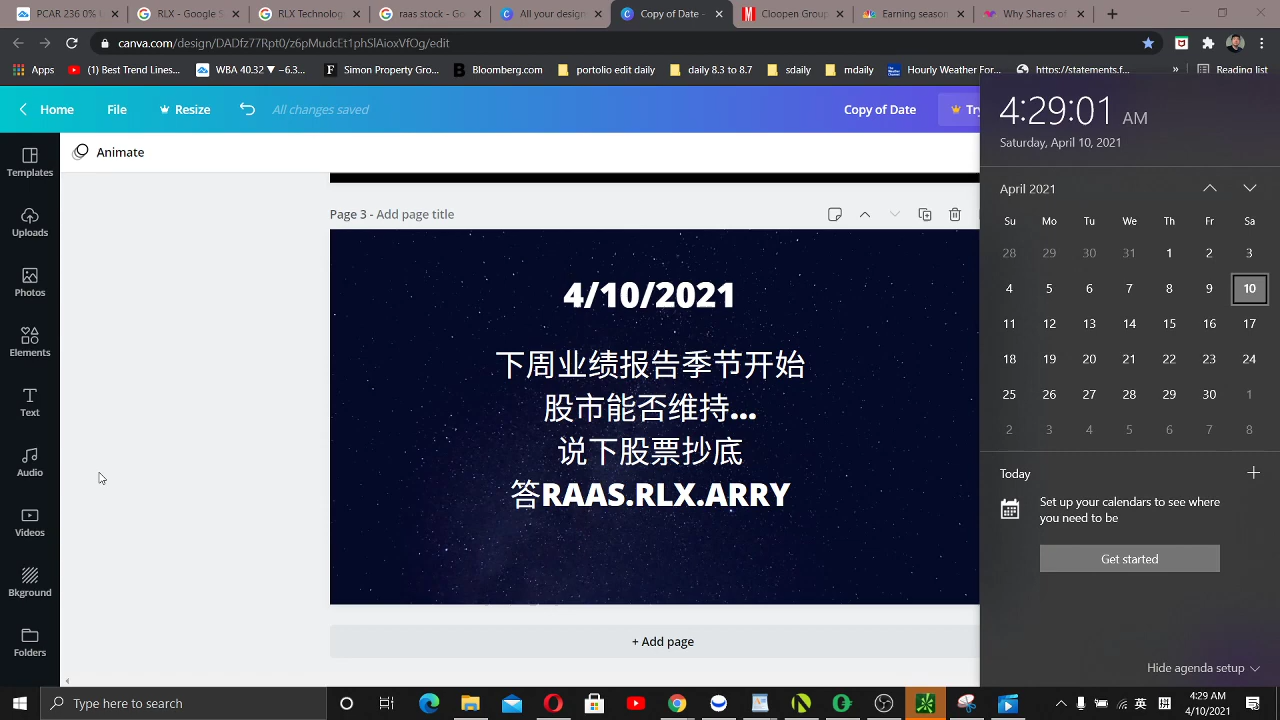 PCAR 236 0%
RLX - Google S
RLX Technolog
raas stock - Go
All your design
Copy of Date -
Cloopen Group
Earning season
Why Shares of
canva.com/design/DADfz77Rpt0/z6pMudcEt1phSlAioxVfOg/edit
Apps
(1) Best Trend Lines...
WBA 40.32 ▼ −6.3...
Simon Property Gro...
Bloomberg.com
portolio edit daily
daily 8.3 to 8.7
sdaily
mdaily
Hourly Weather For...
https://statements.f...
»
Reading list
Home
File
Resize
All changes saved
Copy of Date
Try
Animate
Templates
Uploads
Photos
Elements
Text
Audio
Videos
Bkground
Folders
Page 3 - Add page title
4/10/2021
下周业绩报告季节开始
股市能否维持...
说下股票抄底
答RAAS.RLX.ARRY
+ Add page
4:29:01 AM
Saturday, April 10, 2021
April 2021
Su Mo Tu We Th Fr Sa
28 29 30 31 1 2 3
4 5 6 7 8 9 10
11 12 13 14 15 16 17
18 19 20 21 22 23 24
25 26 27 28 29 30 1
2 3 4 5 6 7 8
Today
Set up your calendars to see where
you need to be
Get started
Hide agenda setup
Type here to search
英
拼
4:29 AM
4/10/2021